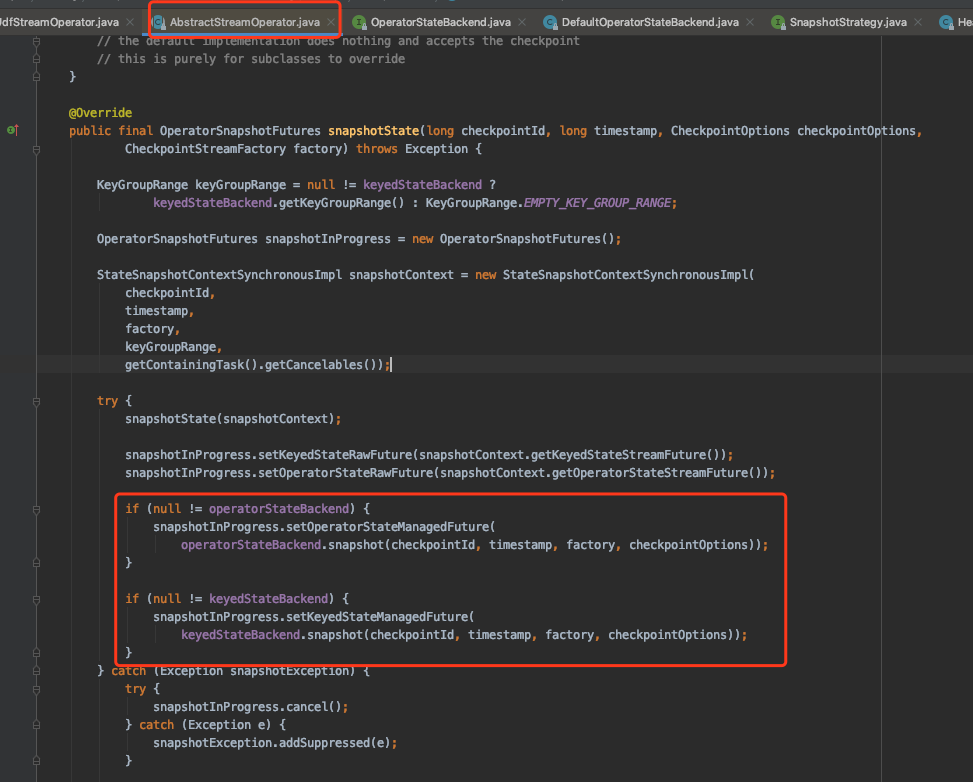 dfStreamOperator.java × AbstractStreamOperator.java × OperatorStateBackend.java × DefaultOperatorStateBackend.java × SnapshotStrategy.java × Hea
// the default implementation does nothing and accepts the checkpoint
// this is purely for subclasses to override
}
@Override
public final OperatorSnapshotFutures snapshotState(long checkpointId, long timestamp, CheckpointOptions checkpointOptions,
CheckpointStreamFactory factory) throws Exception {
KeyGroupRange keyGroupRange = null != keyedStateBackend ?
keyedStateBackend.getKeyGroupRange() : KeyGroupRange.EMPTY_KEY_GROUP_RANGE;
OperatorSnapshotFutures snapshotInProgress = new OperatorSnapshotFutures();
StateSnapshotContextSynchronousImpl snapshotContext = new StateSnapshotContextSynchronousImpl(
checkpointId,
timestamp,
factory,
keyGroupRange,
getContainingTask().getCancelables());
try {
snapshotState(snapshotContext);
snapshotInProgress.setKeyedStateRawFuture(snapshotContext.getKeyedStateStreamFuture());
snapshotInProgress.setOperatorStateRawFuture(snapshotContext.getOperatorStateStreamFuture());
if (null != operatorStateBackend) {
snapshotInProgress.setOperatorStateManagedFuture(
operatorStateBackend.snapshot(checkpointId, timestamp, factory, checkpointOptions));
}
if (null != keyedStateBackend) {
snapshotInProgress.setKeyedStateManagedFuture(
keyedStateBackend.snapshot(checkpointId, timestamp, factory, checkpointOptions));
}
} catch (Exception snapshotException) {
try {
snapshotInProgress.cancel();
} catch (Exception e) {
snapshotException.addSuppressed(e);
}